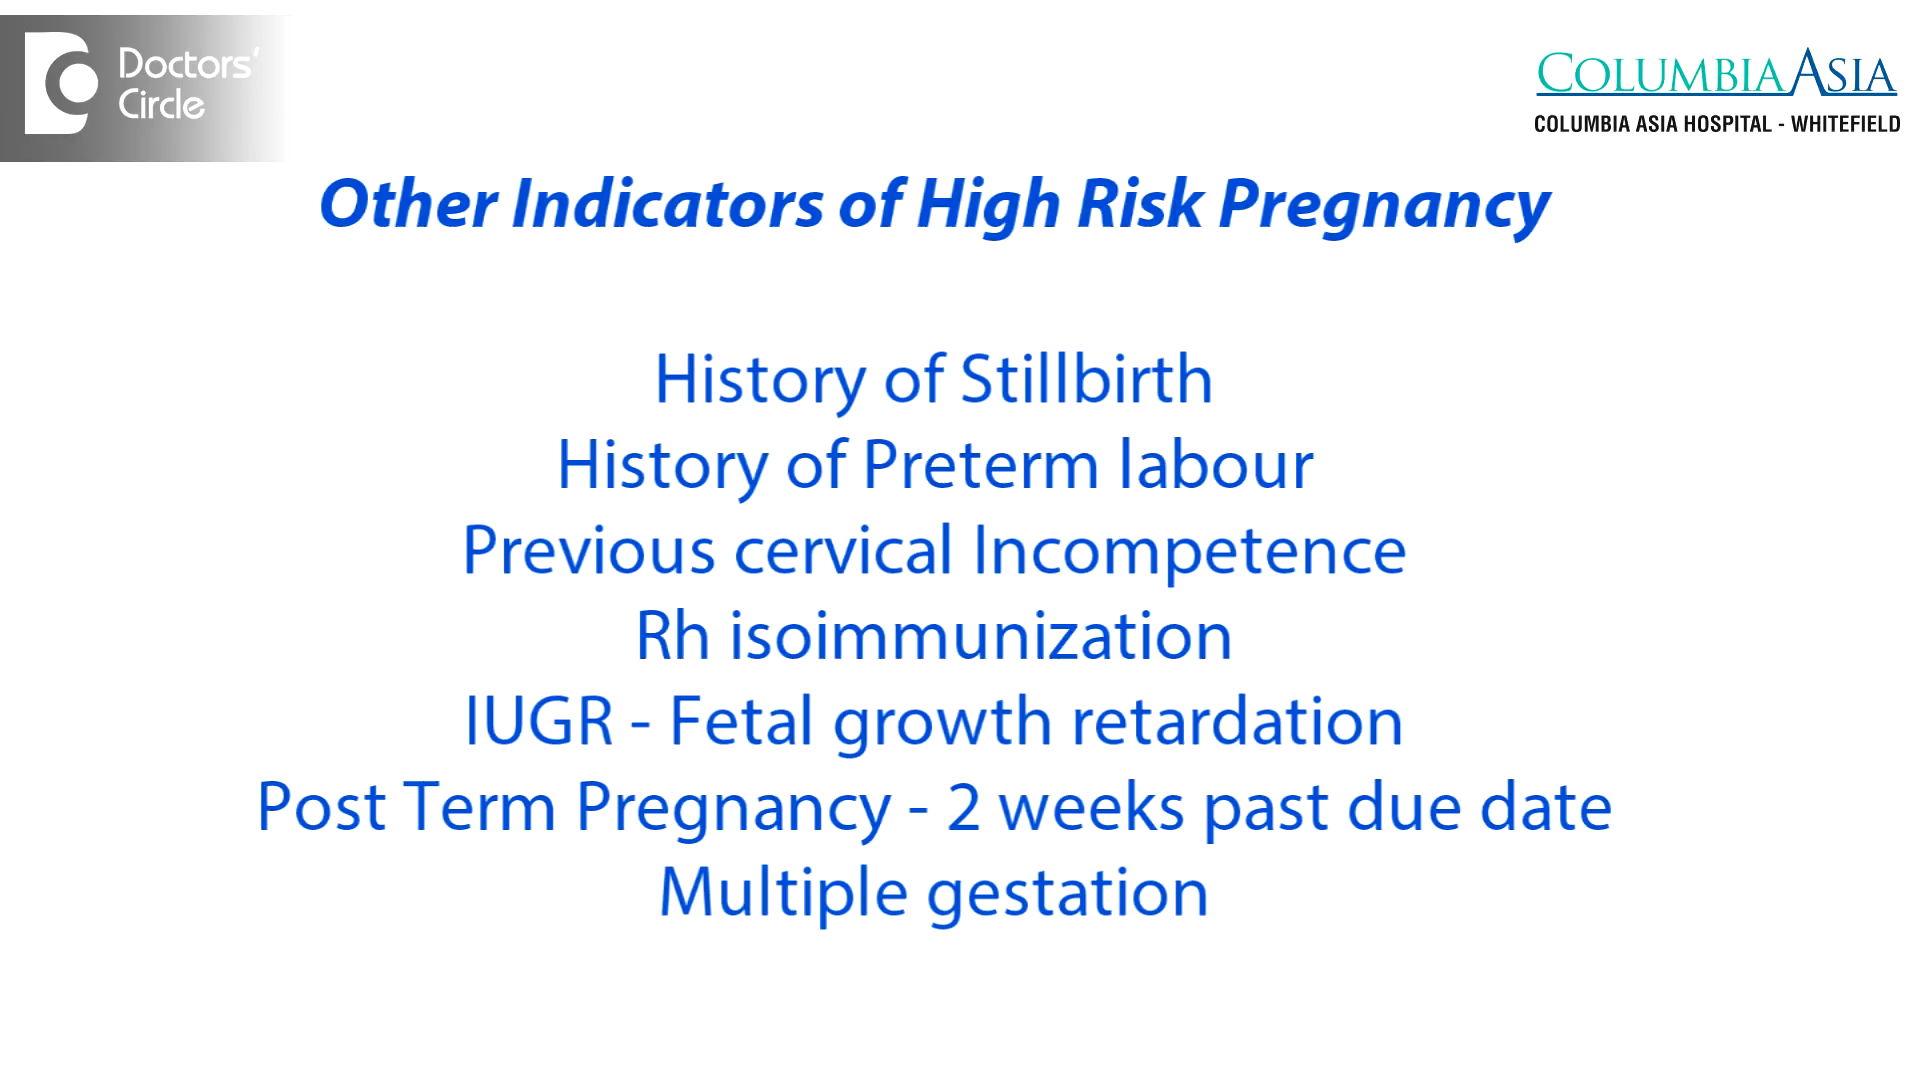 Doctors'
Circle
COLUMBIAASIA
COLUMBIA ASIA HOSPITAL - WHITEFIELD
Other Indicators of High Risk Pregnancy
History of Stillbirth
History of Preterm labour
Previous cervical Incompetence
Rh isoimmunization
IUGR - Fetal growth retardation
Post Term Pregnancy - 2 weeks past due date
Multiple gestation